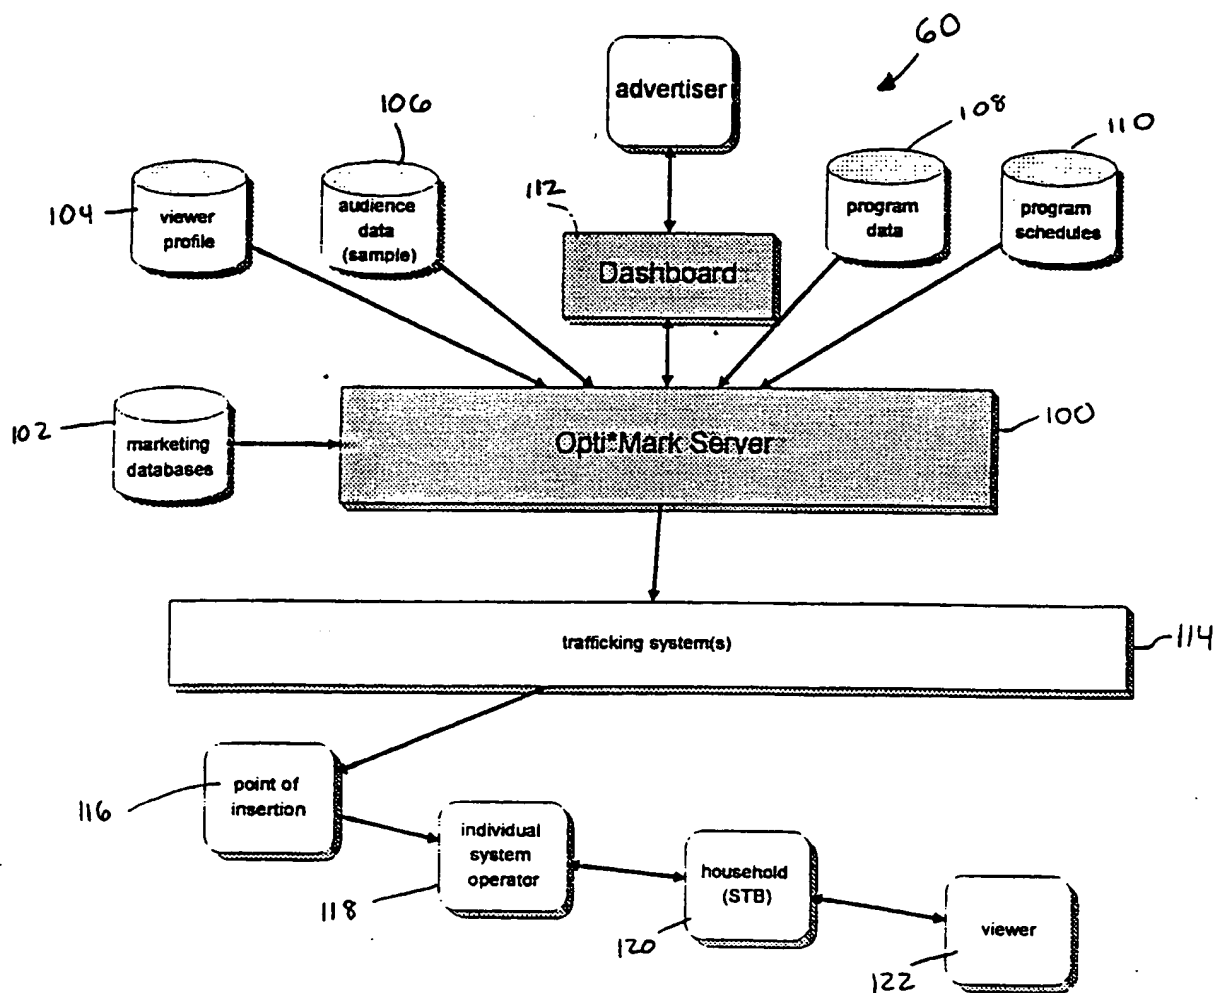 60
advertiser
106
108
110
104
viewer
profile
audience
data
(sample)
112
program
data
program
schedules
Dashboard
102
marketing
databases
Opti*Mark Server
100
trafficking system(s)
114
116
point of
insertion
individual
system
operator
118
household
(STB)
120
viewer
122